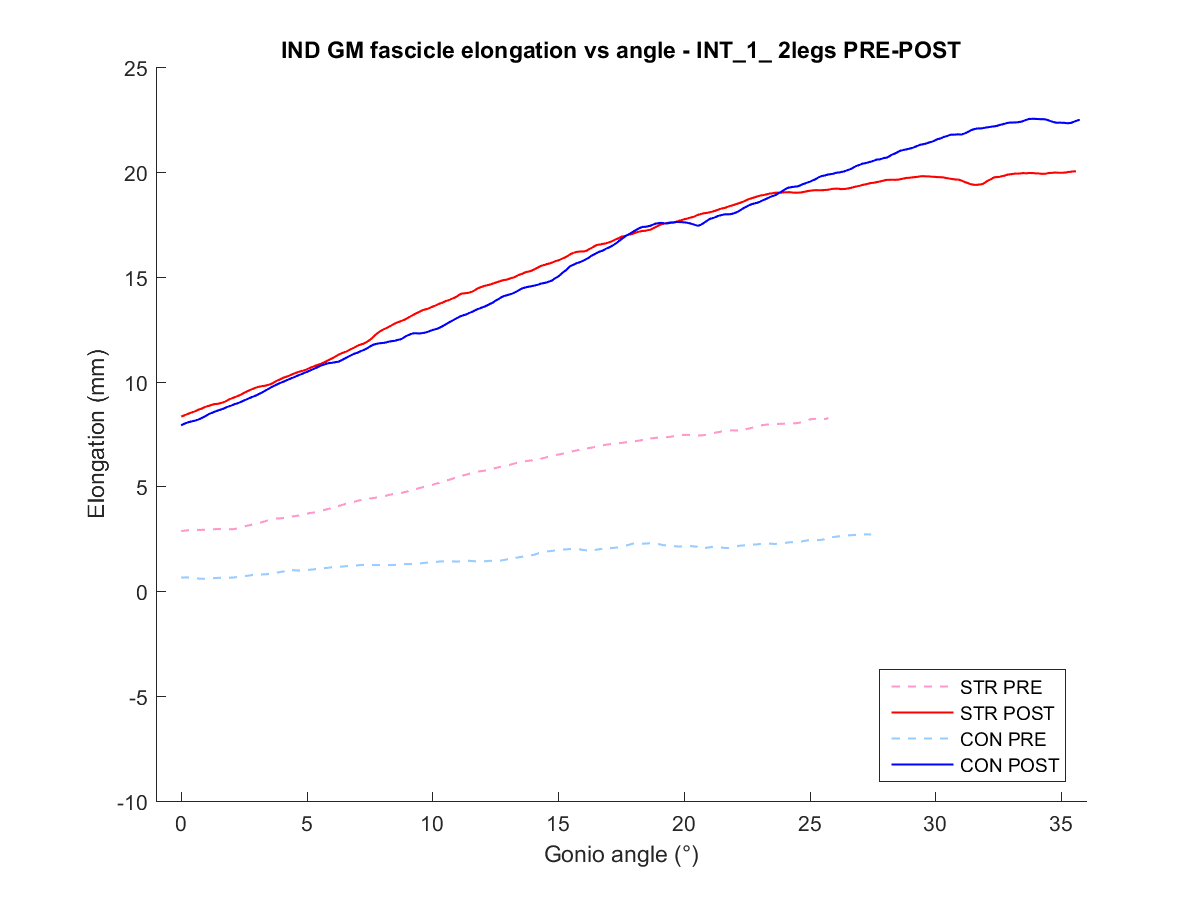 IND GM fascicle elongation vs angle - INT_1_ 2legs PRE-POST
25
20
15
10
5
0
-5
-10
Elongation (mm)
0 5 10 15 20 25 30 35
Gonio angle (°)
STR PRE
STR POST
CON PRE
CON POST